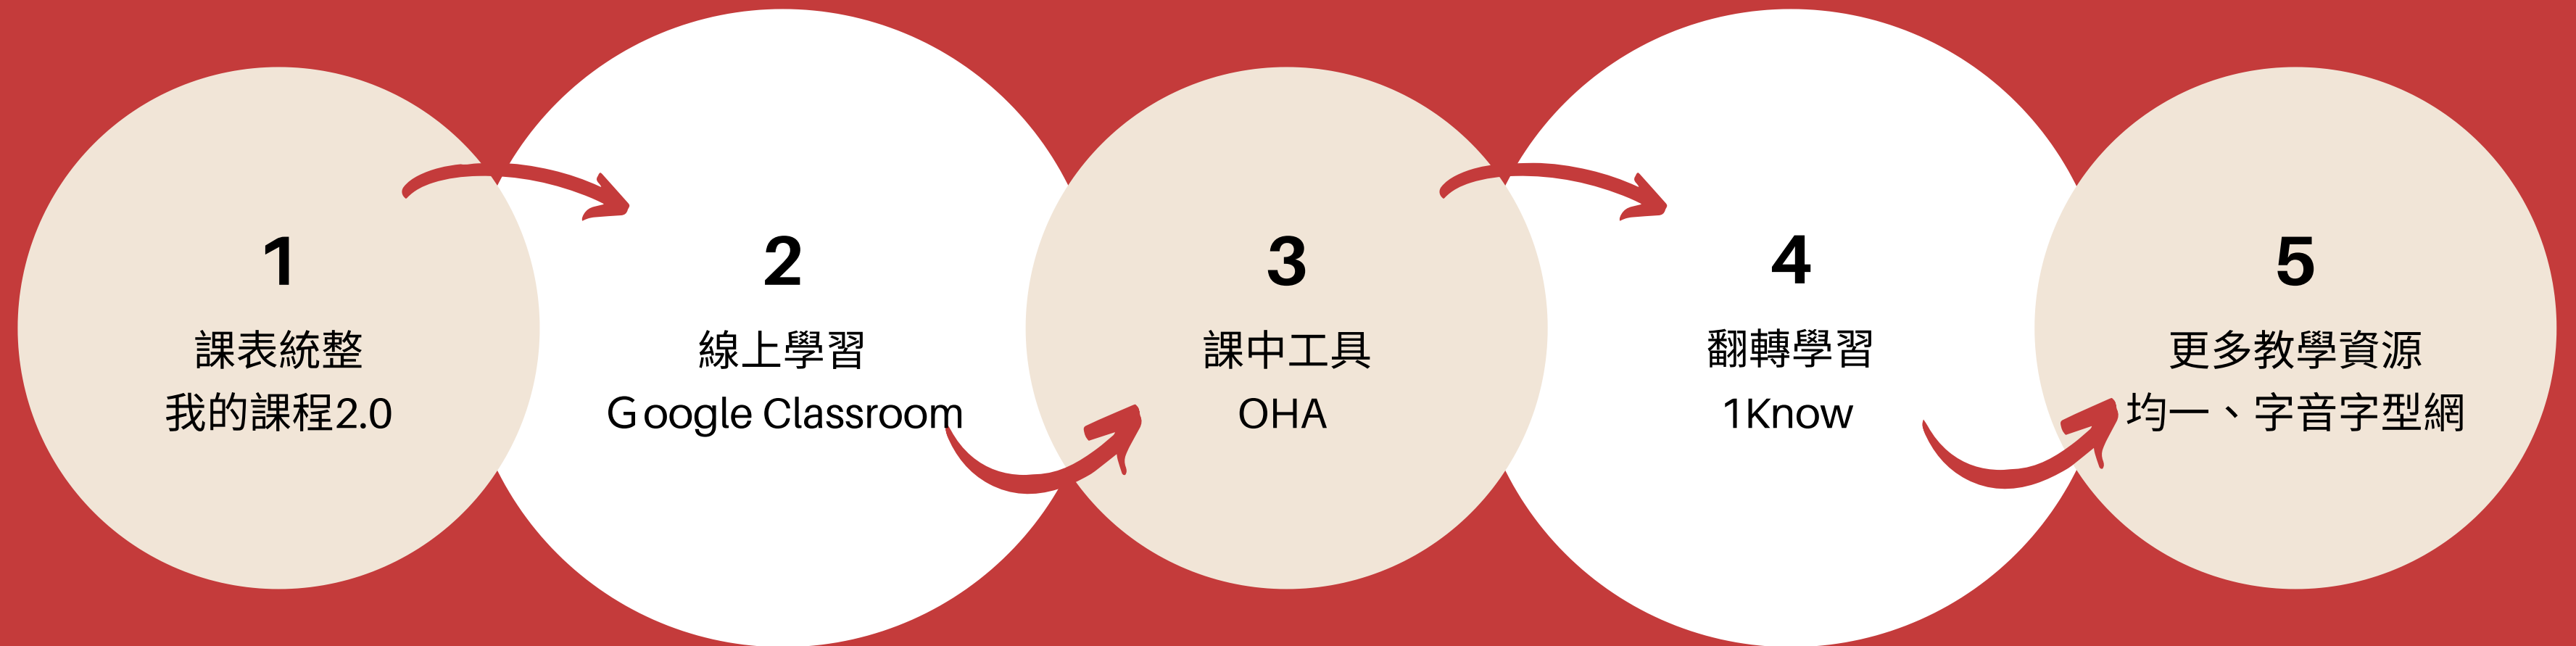 1
課表統整
我的課程2.0
2
線上學習
Google Classroom
3
課中工具
OHA
4
翻轉學習
1Know
5
更多教學資源
均一、字音字型網